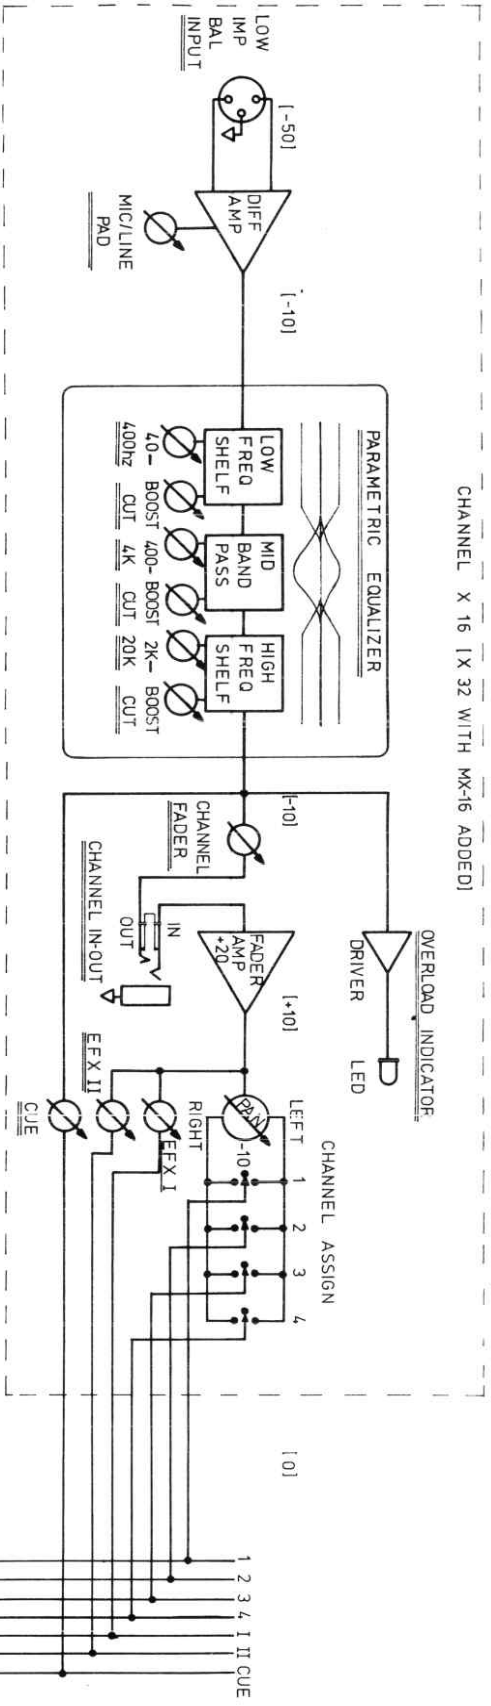 CHANNEL X 16 [X 32 WITH MX-16 ADDED]
LOW
IMP
BAL
INPUT
[-50]
DIFF
AMP
MIC/LINE
PAD
[-10]
PARAMETRIC EQUALIZER
LOW
FREQ
SHELF
40-
400hz
BOOST
CUT
MID
BAND
PASS
400-
4K
BOOST
CUT
HIGH
FREQ
SHELF
2K-
20K
BOOST
CUT
[-10]
CHANNEL
FADER
IN
OUT
CHANNEL IN-OUT
FADER
AMP
+20
[+10]
OVERLOAD INDICATOR
DRIVER
LED
LEFT
PAN
RIGHT
-10
EFX I
EFX II
CUE
CHANNEL ASSIGN
1
2
3
4
[0]
1
2
3
4
I
II
CUE